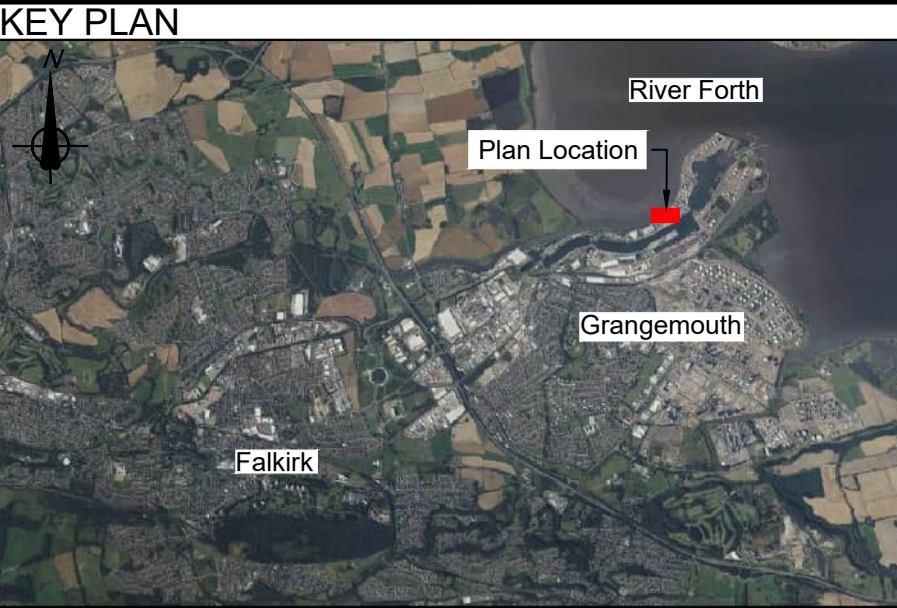 KEY PLAN
N
River Forth
Plan Location
Grangemouth
Falkirk